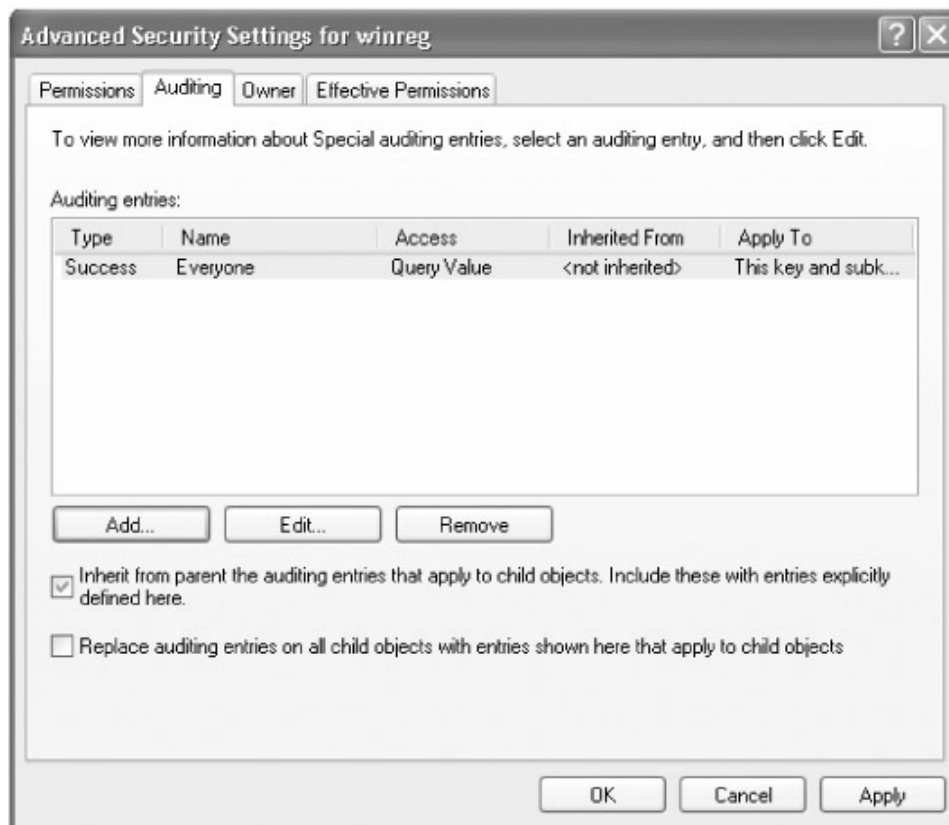 Advanced Security Settings for winreg
Permissions Auditing Owner Effective Permissions
To view more information about Special auditing entries, select an auditing entry, and then click Edit.
Auditing entries:
Type Name Access Inherited From Apply To
Success Everyone Query Value <not inherited> This key and subk...
Add... Edit... Remove
Inherit from parent the auditing entries that apply to child objects. Include these with entries explicitly
defined here.
Replace auditing entries on all child objects with entries shown here that apply to child objects
OK Cancel Apply